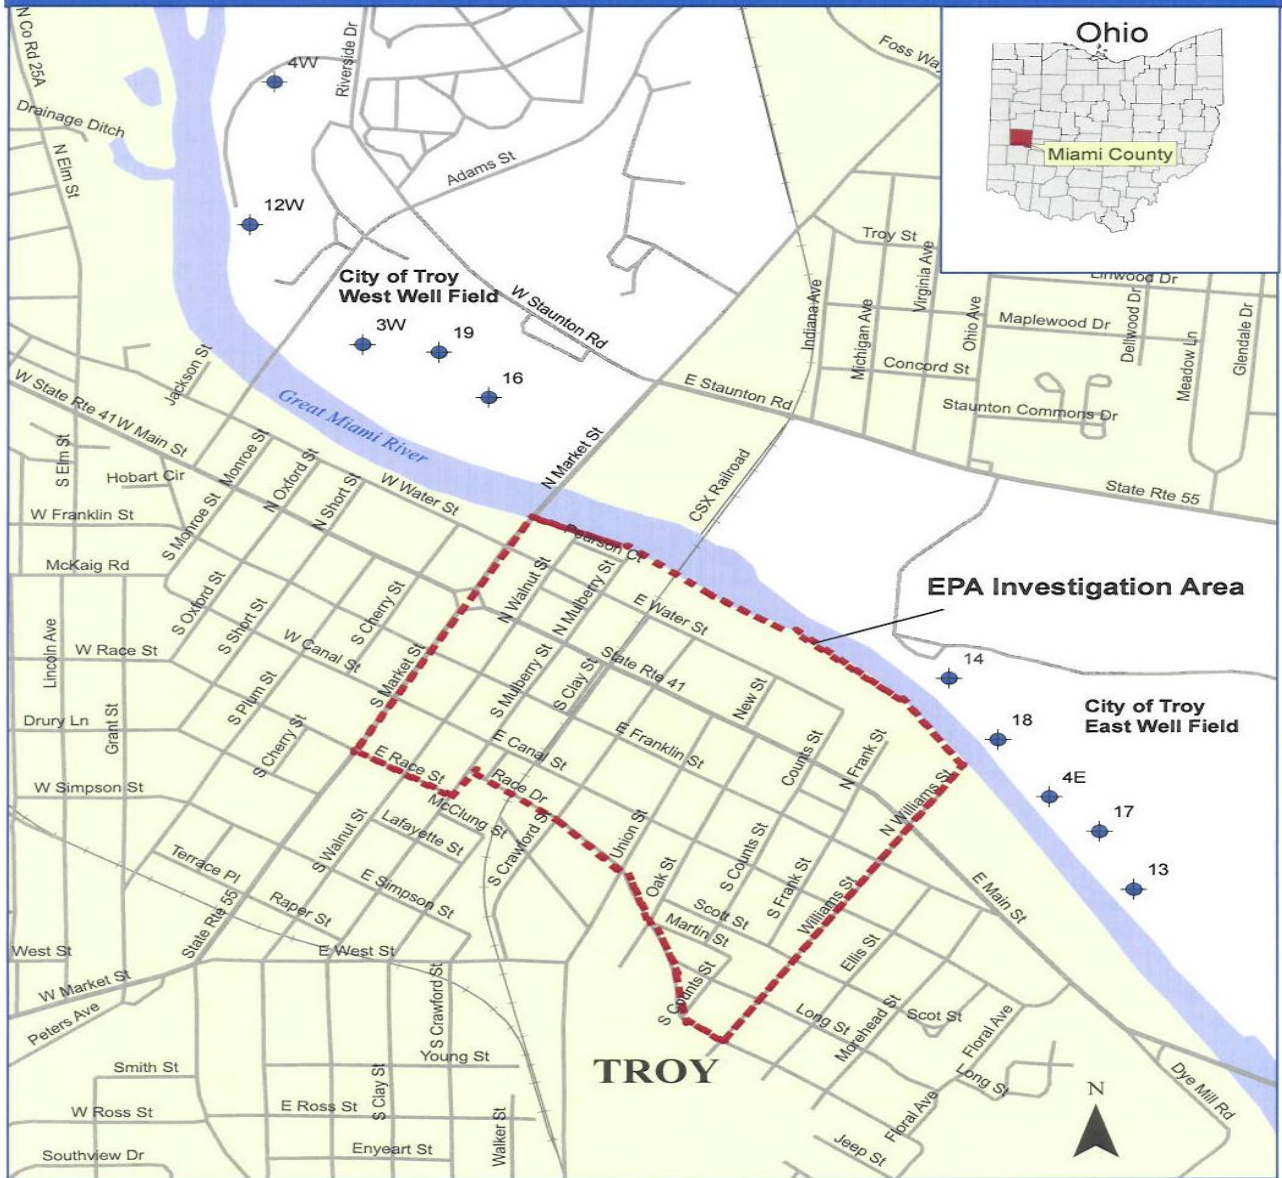 Ohio
Miami County
N Co Rd 25A
Drainage Ditch
N Elm St
4W
Riverside Dr
Adams St
12W
City of Troy
West Well Field
3W
19
16
W Staunton Rd
Foss Wa
Troy St
Virginia Ave
Indiana Ave
Michigan Ave
Ohio Ave
Linwood Dr
Maplewood Dr
Dellwood Dr
Meadow Ln
Glendale Dr
Concord St
Staunton Commons Dr
E Staunton Rd
State Rte 55
Jackson St
W State Rte 41
W Main St
Great Miami River
N Market St
CSX Railroad
S Elm St
Hobart Cir
Monroe St
N Oxford St
N Short St
W Water St
W Franklin St
S Monroe St
McKaig Rd
Pearson Ct
EPA Investigation Area
N Walnut St
N Mulberry St
E Water St
S Oxford St
S Short St
S Cherry St
W Canal St
Lincoln Ave
W Race St
S Market St
S Mulberry St
S Clay St
State Rte 41
New St
14
18
4E
17
13
City of Troy
East Well Field
Drury Ln
Grant St
S Plum St
S Cherry St
E Race St
E Canal St
E Franklin St
Counts St
N Frank St
W Simpson St
Race Dr
McClung St
Lafayette St
S Walnut St
S Crawford St
Union St
Oak St
S Counts St
S Frank St
N Williams St
Williams St
E Main St
Terrace Pl
Raper St
E Simpson St
State Rte 55
Scott St
Martin St
Ellis St
West St
E West St
W Market St
Peters Ave
S Crawford St
S Counts St
Long St
Morehead St
Scot St
Floral Ave
TROY
Young St
Smith St
S Clay St
Long St
N
Dye Mill Rd
W Ross St
E Ross St
Walker St
Floral Ave
Southview Dr
Enyeart St
Jeep St